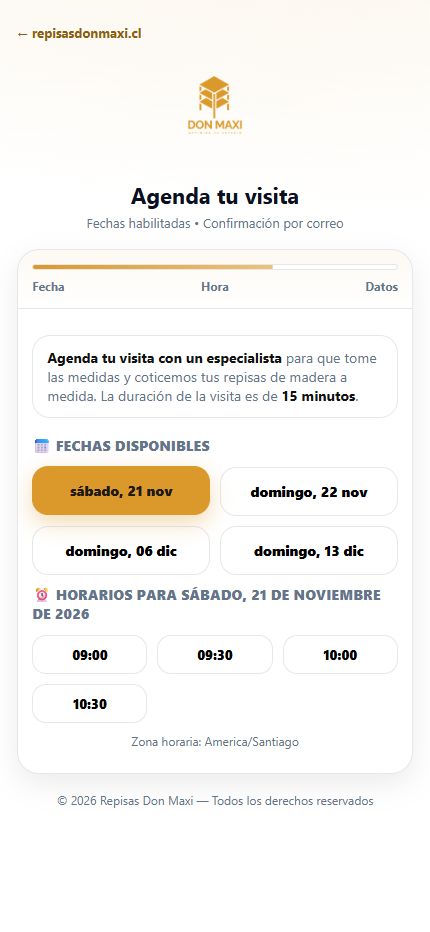 ← repisasdonmaxi.cl
DON MAXI
Agenda tu visita
Fechas habilitadas • Confirmación por correo
Fecha Hora Datos
Agenda tu visita con un especialista para que tome
las medidas y coticemos tus repisas de madera a
medida. La duración de la visita es de 15 minutos.
FECHAS DISPONIBLES
sábado, 21 nov domingo, 22 nov
domingo, 06 dic domingo, 13 dic
HORARIOS PARA SÁBADO, 21 DE NOVIEMBRE
DE 2026
09:00 09:30 10:00
10:30
Zona horaria: America/Santiago
© 2026 Repisas Don Maxi — Todos los derechos reservados